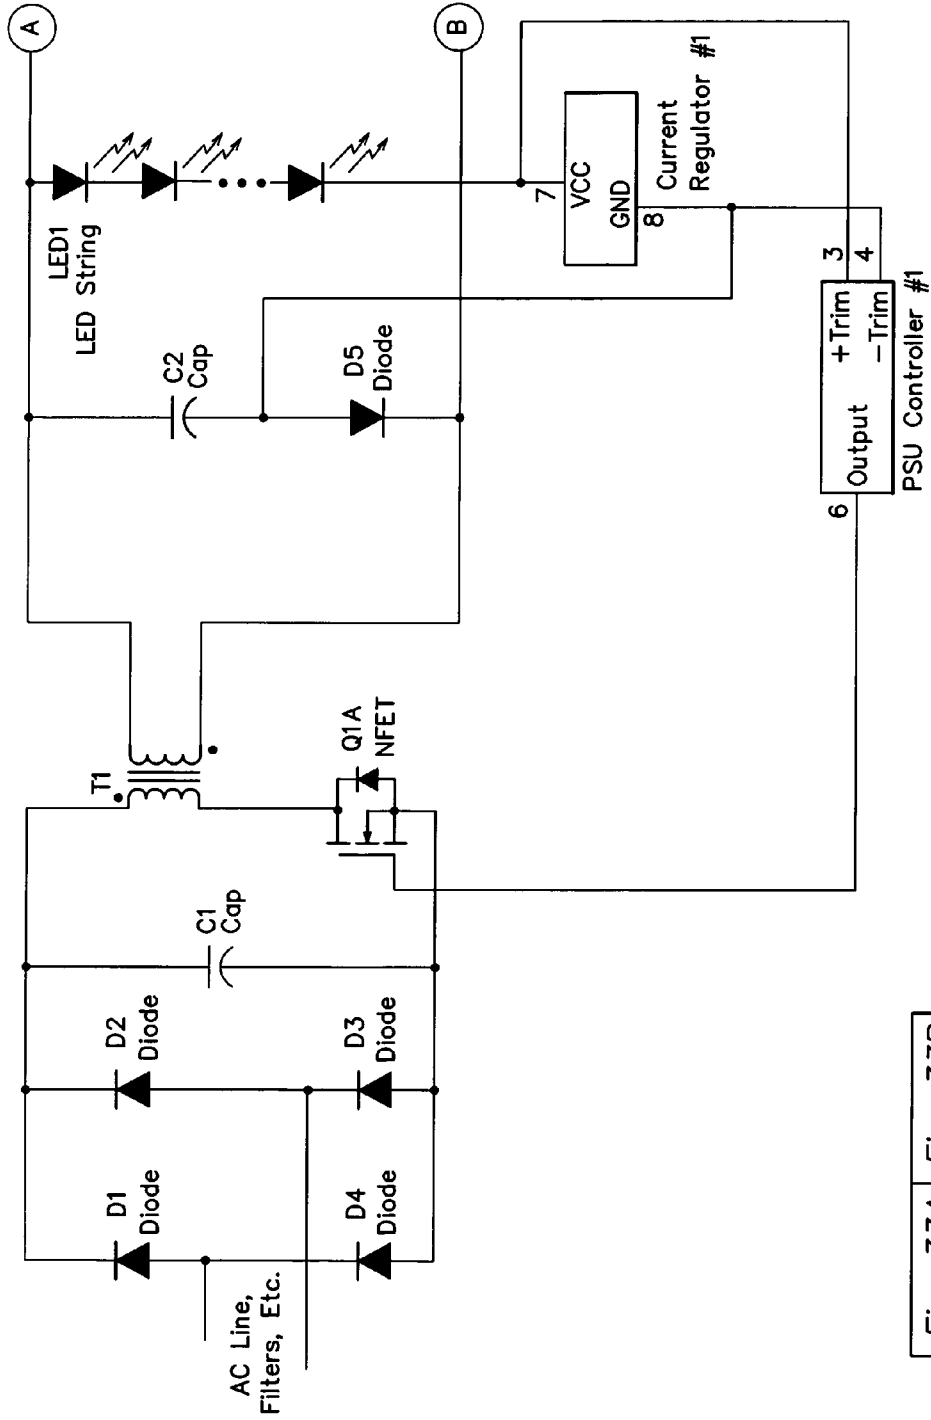 A
B
LED1
LED String
C2
Cap
D5
Diode
7
VCC
GND
8
Current
Regulator #1
3
4
+Trim
-Trim
Output
6
PSU Controller #1
T1
Q1A
NFET
C1
Cap
D2
Diode
D3
Diode
D1
Diode
D4
Diode
AC Line,
Filters, Etc.